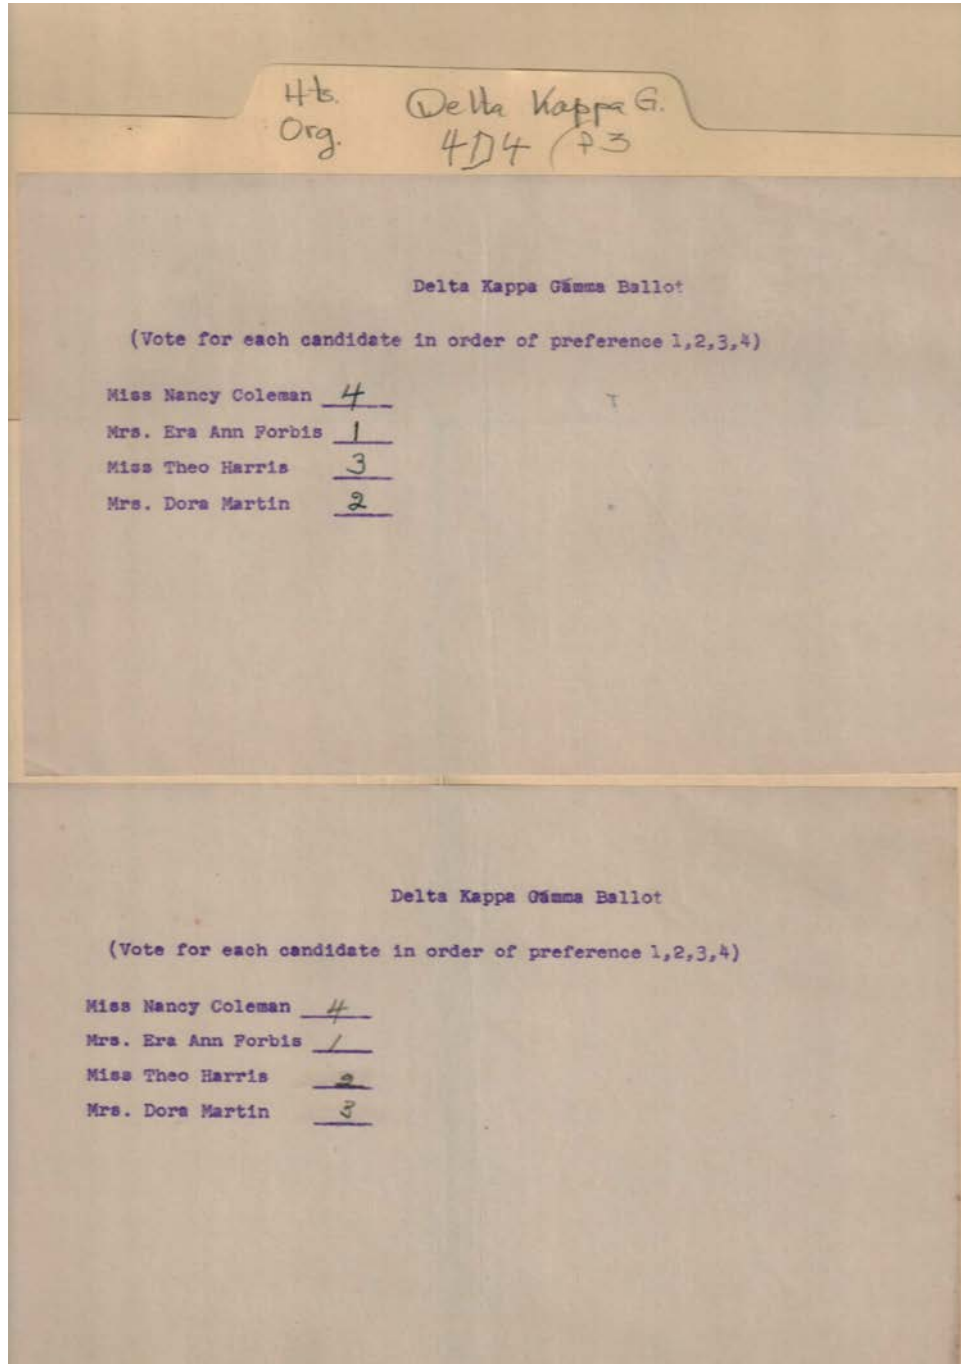 Hts. Delta Kappa G.
Org. 4D4 / F3
Delta Kappa Gamma Ballot
(Vote for each candidate in order of preference 1,2,3,4)
Miss Nancy Coleman 4
Mrs. Era Ann Forbis 1
Miss Theo Harris 3
Mrs. Dora Martin 2
Delta Kappa Gamma Ballot
(Vote for each candidate in order of preference 1,2,3,4)
Miss Nancy Coleman 4
Mrs. Era Ann Forbis 1
Miss Theo Harris 2
Mrs. Dora Martin 3